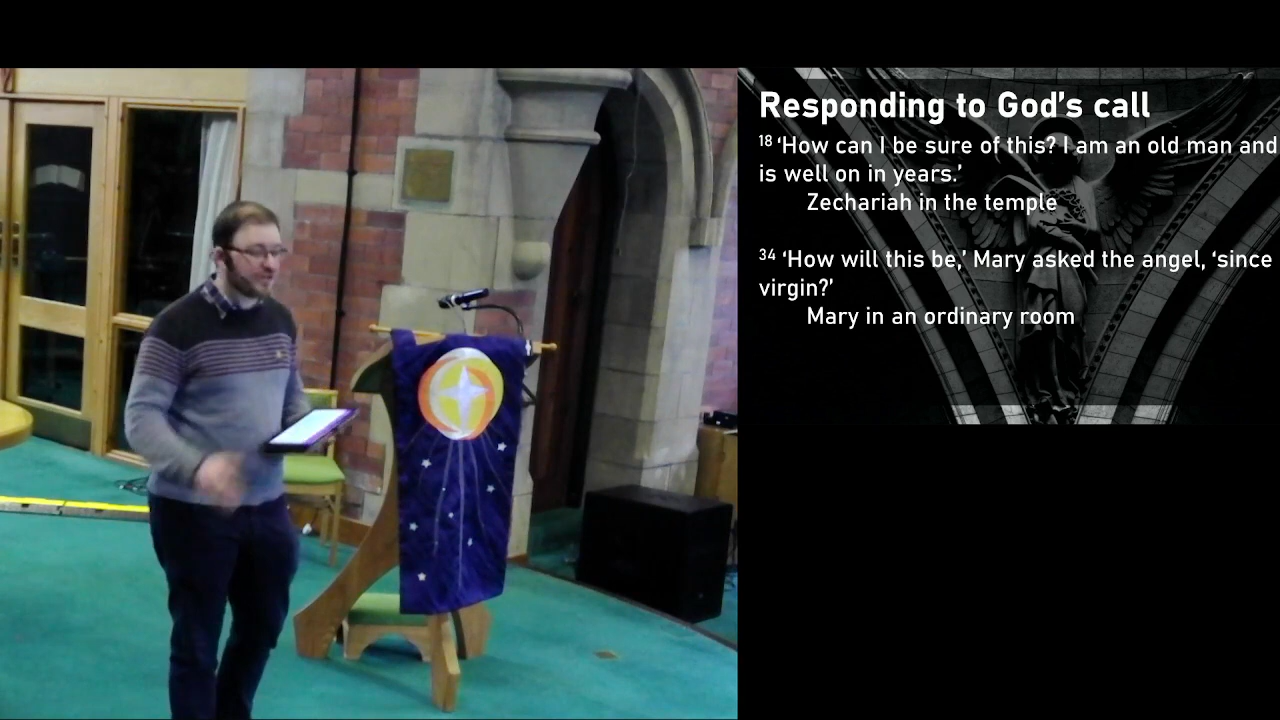 Responding to God's call
18 ‘How can I be sure of this? I am an old man and
is well on in years.’
Zechariah in the temple
34 ‘How will this be,’ Mary asked the angel, ‘since
virgin?’
Mary in an ordinary room